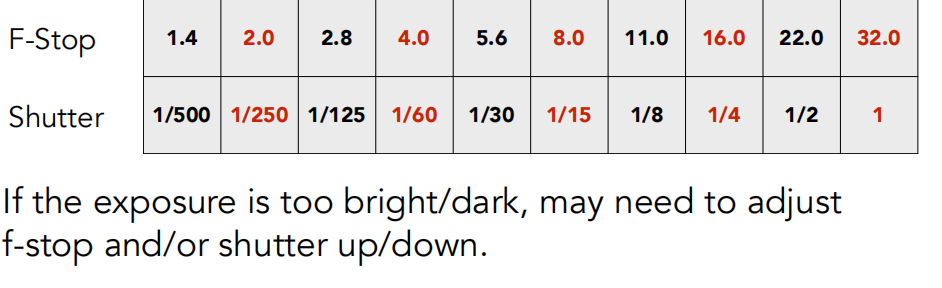 F-Stop 1.4 2.0 2.8 4.0 5.6 8.0 11.0 16.0 22.0 32.0
Shutter 1/500 1/250 1/125 1/60 1/30 1/15 1/8 1/4 1/2 1
If the exposure is too bright/dark, may need to adjust
f-stop and/or shutter up/down.